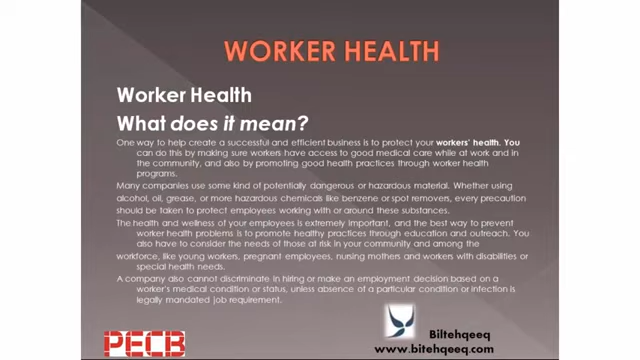 WORKER HEALTH
Worker Health
What does it mean?
One way to help create a successful and efficient business is to protect your workers' health. You
can do this by making sure workers have access to good medical care while at work and in
the community, and also by promoting good health practices through worker health
programs.
Many companies use some kind of potentially dangerous or hazardous material. Whether using
alcohol, oil, grease, or more hazardous chemicals like benzene or spot removers, every precaution
should be taken to protect employees working with or around these substances.
The health and wellness of your employees is extremely important, and the best way to prevent
worker health problems is to promote healthy practices through education and outreach. You
also have to consider the needs of those at risk in your community and among the
workforce, like young workers, pregnant employees, nursing mothers and workers with disabilities or
special health needs.
A company also cannot discriminate in hiring or make an employment decision based on a
worker's medical condition or status, unless absence of a particular condition or infection is
legally mandated job requirement.
PECB
Biltehqeeq
www.bitehqeeq.com